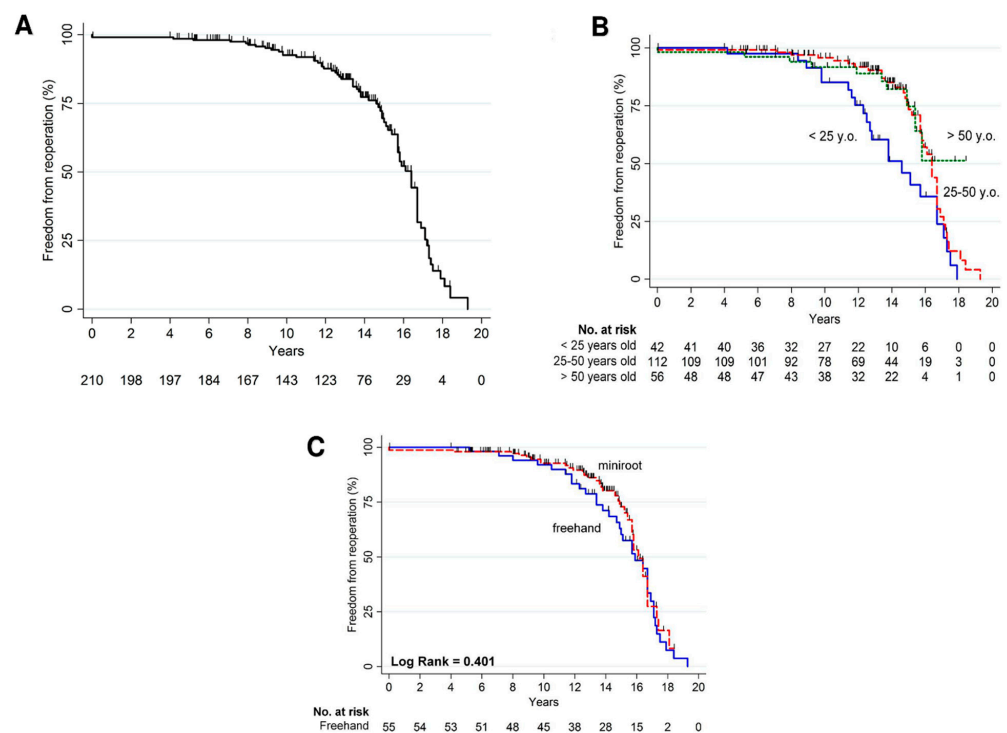 A
Freedom from reoperation (%)
100
75
50
25
0
0 2 4 6 8 10 12 14 16 18 20
Years
210 198 197 184 167 143 123 76 29 4 0
B
Freedom from reoperation (%)
100
75
50
25
0
< 25 y.o.
> 50 y.o.
25-50 y.o.
0 2 4 6 8 10 12 14 16 18 20
Years
No. at risk
< 25 years old 42 41 40 36 32 27 22 10 6 0 0
25-50 years old 112 109 109 101 92 78 69 44 19 3 0
> 50 years old 56 48 48 47 43 38 32 22 4 1 0
C
Freedom from reoperation (%)
100
75
50
25
0
miniroot
freehand
Log Rank = 0.401
0 2 4 6 8 10 12 14 16 18 20
Years
No. at risk
Freehand 55 54 53 51 48 45 38 28 15 2 0